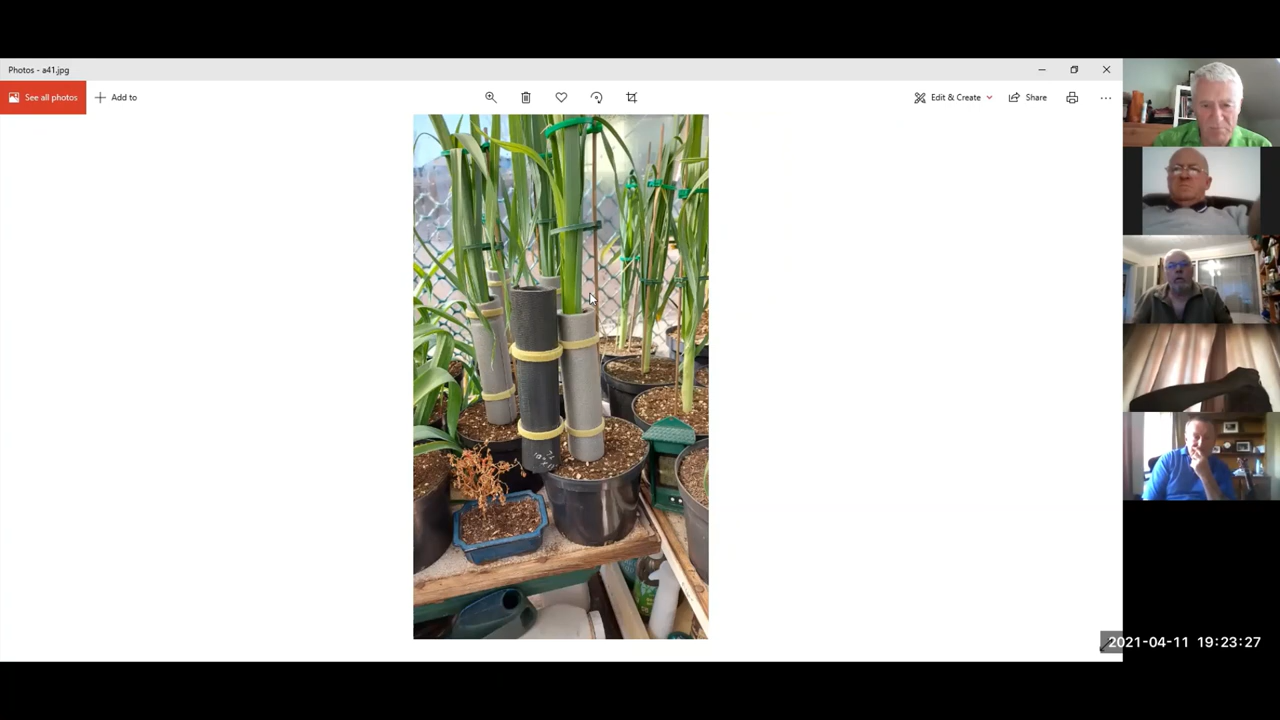 Photos - a41.jpg
See all photos
Add to
Edit & Create
Share
2021-04-11 19:23:27